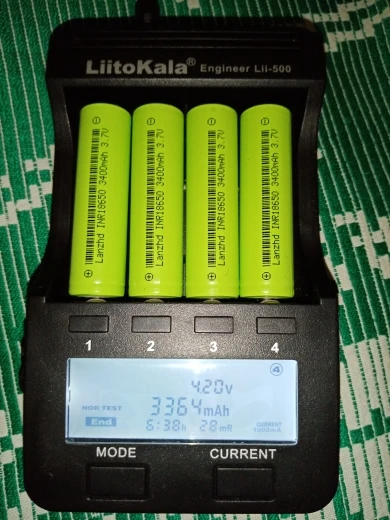 LiitoKala® Engineer Lii-500
Lanzhd INR18650 3400mAh 3.7V
Lanzhd INR18650 3400mAh 3.7V
Lanzhd INR18650 3400mAh 3.7V
Lanzhd INR18650 3400mAh 3.7V
1 2 3 4
4
4.20v
NOR TEST 3364mAh
End 6:38h 28mR CURRENT 1000mA
MODE CURRENT